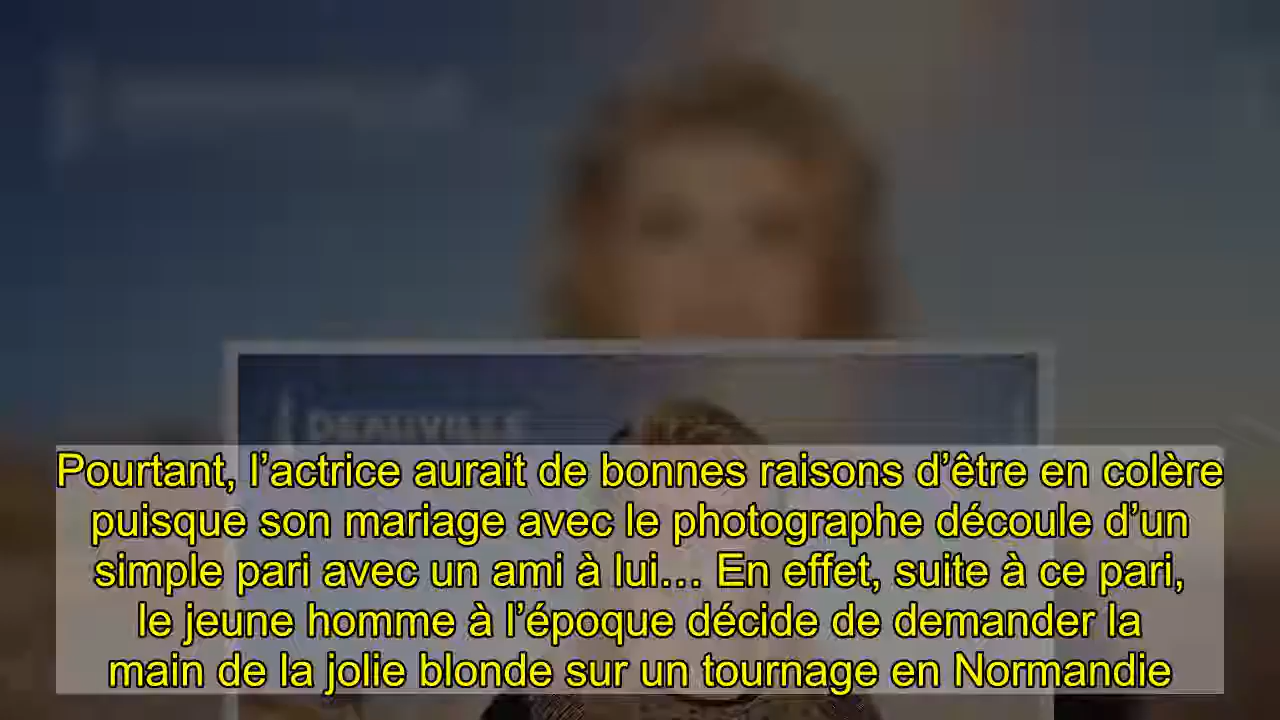 DEAUVILLE
Pourtant, l’actrice aurait de bonnes raisons d’être en colère
puisque son mariage avec le photographe découle d’un
simple pari avec un ami à lui… En effet, suite à ce pari,
le jeune homme à l’époque décide de demander la
main de la jolie blonde sur un tournage en Normandie